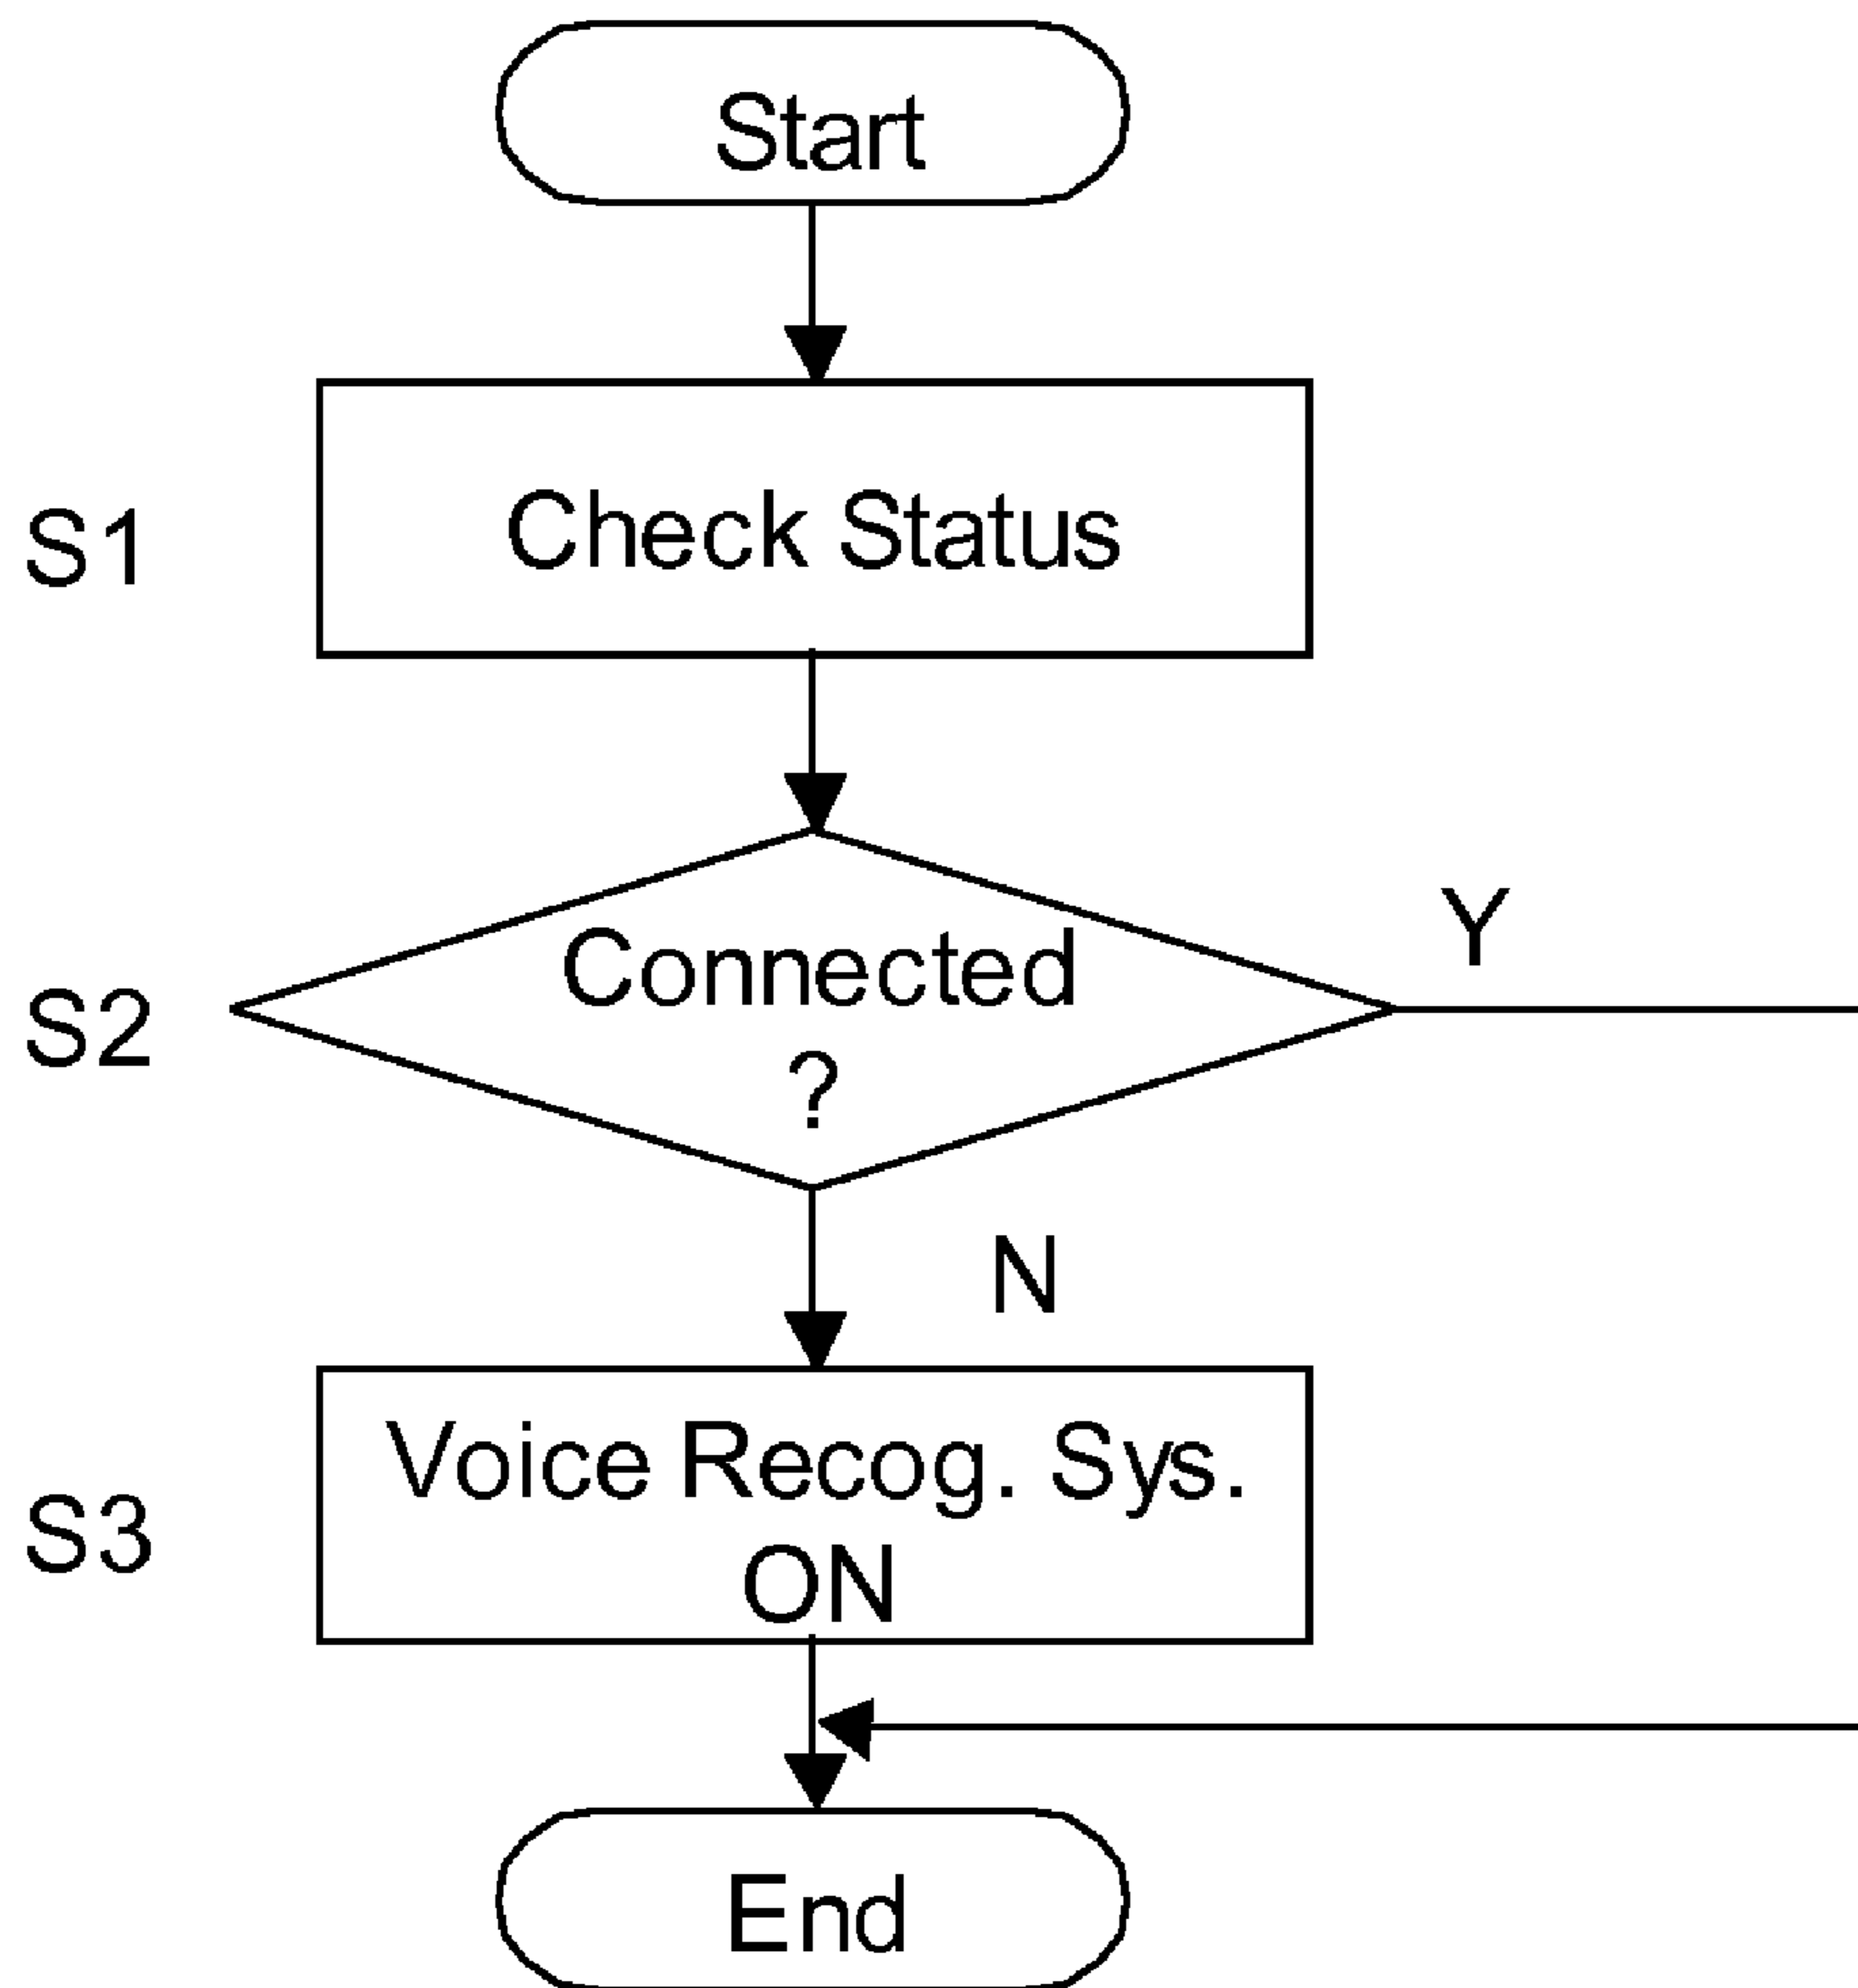 Start
S1
Check Status
S2
Connected
?
Y
N
S3
Voice Recog. Sys.
ON
End